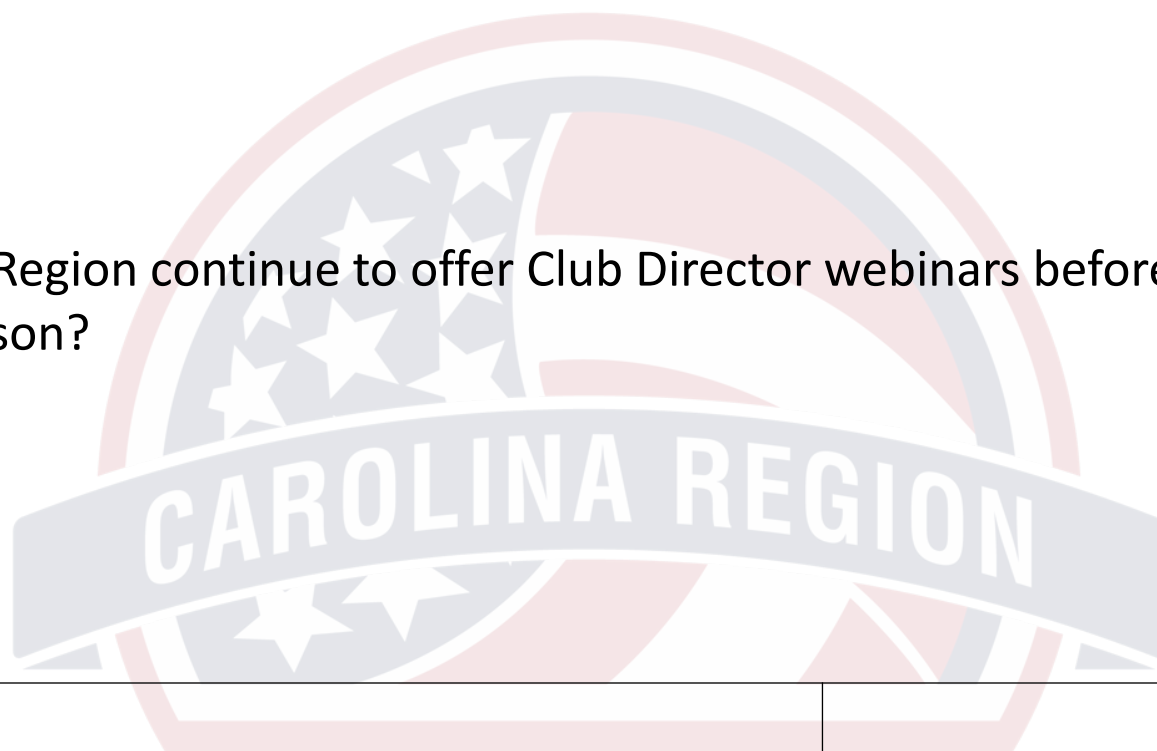 Region continue to offer Club Director webinars before
son?
CAROLINA REGION